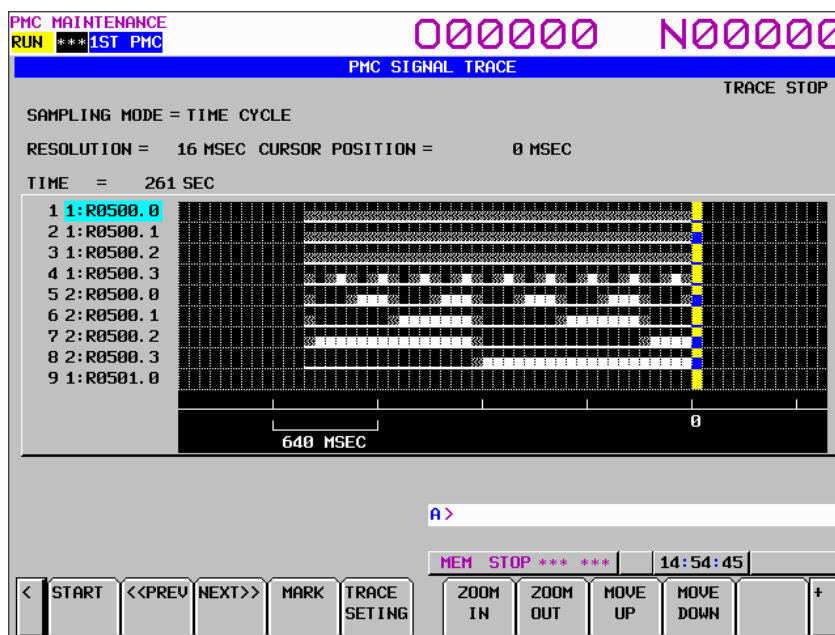 PMC MAINTENANCE
RUN ***1ST PMC
O00000 N00000
PMC SIGNAL TRACE
TRACE STOP
SAMPLING MODE = TIME CYCLE
RESOLUTION = 16 MSEC CURSOR POSITION = 0 MSEC
TIME = 261 SEC
1 1:R0500.0
2 1:R0500.1
3 1:R0500.2
4 1:R0500.3
5 2:R0500.0
6 2:R0500.1
7 2:R0500.2
8 2:R0500.3
9 1:R0501.0
0
640 MSEC
A>
MEM STOP *** *** 14:54:45
< START <<PREV NEXT>> MARK TRACE SETING ZOOM IN ZOOM OUT MOVE UP MOVE DOWN +